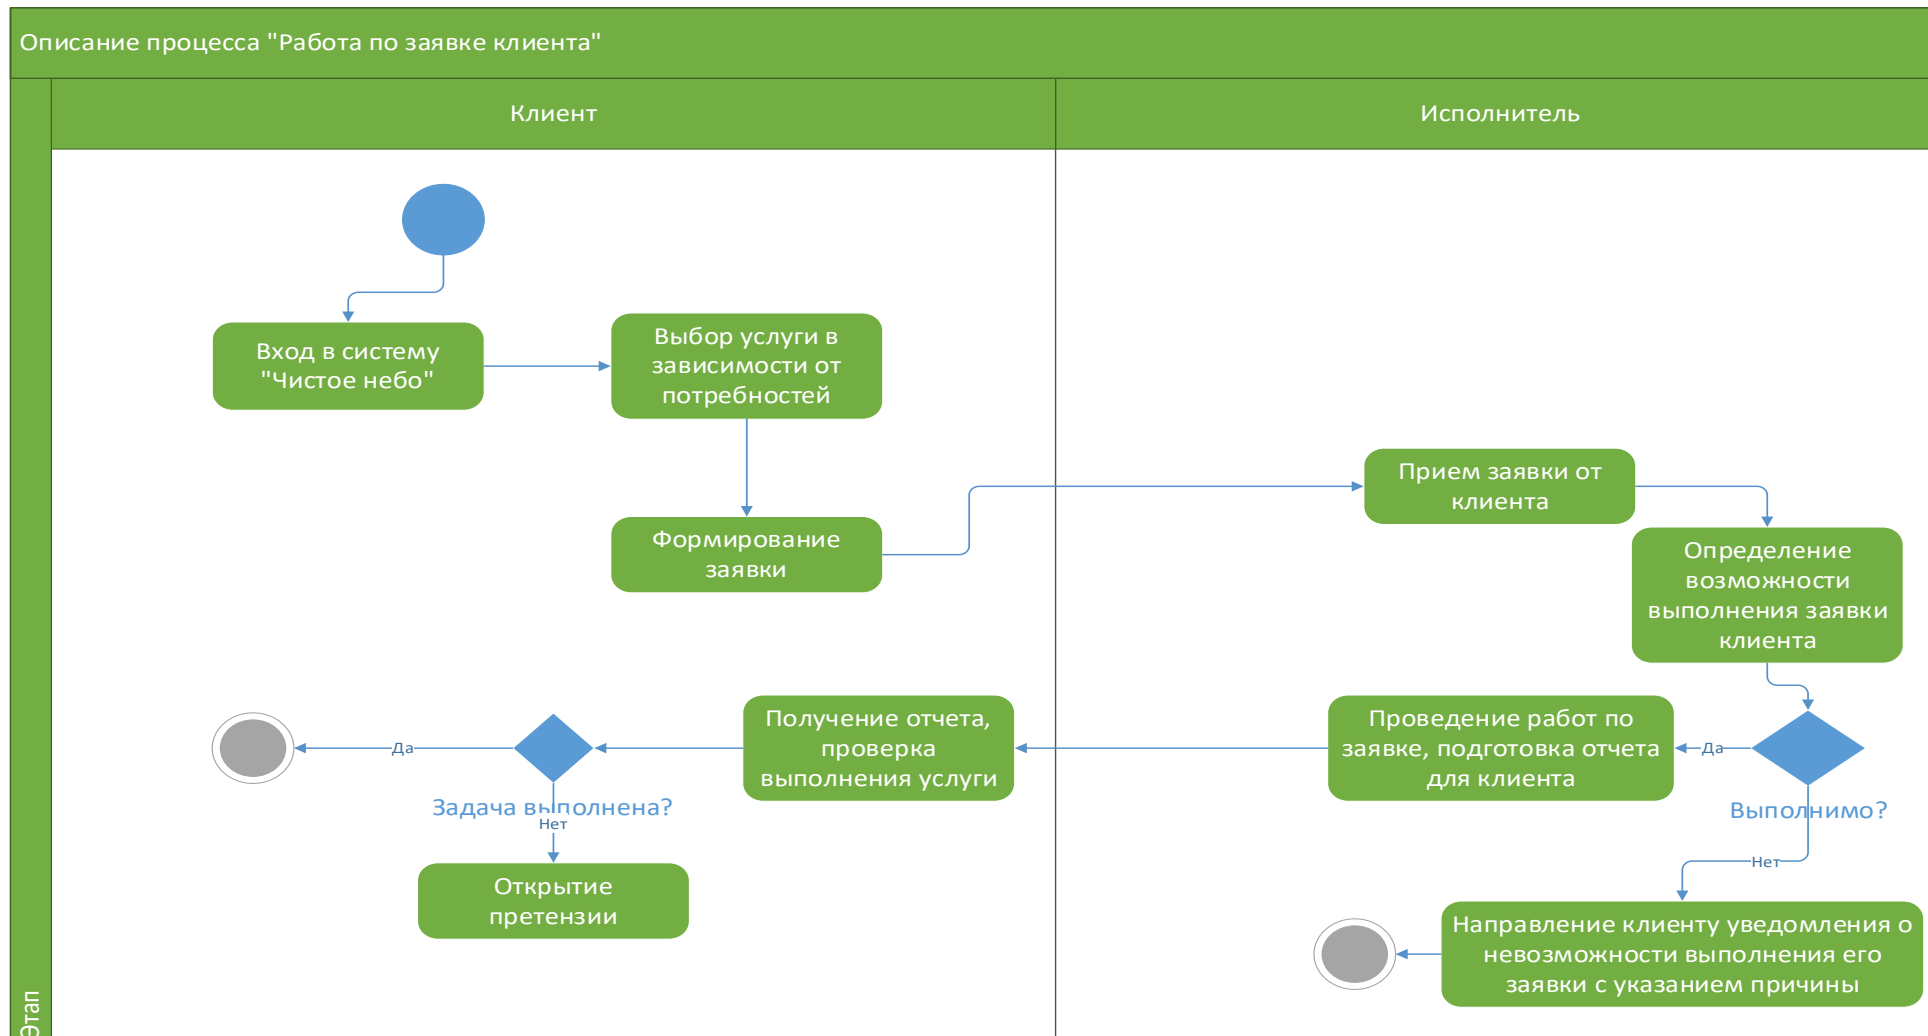 Описание процесса "Работа по заявке клиента"
Клиент
Исполнитель
Вход в систему
"Чистое небо"
Выбор услуги в
зависимости от
потребностей
Формирование
заявки
Прием заявки от
клиента
Определение
возможности
выполнения заявки
клиента
Выполнимо?
Да
Проведение работ по
заявке, подготовка отчета
для клиента
Получение отчета,
проверка
выполнения услуги
Задача выполнена?
Да
Нет
Открытие
претензии
Нет
Направление клиенту уведомления о
невозможности выполнения его
заявки с указанием причины
Этап